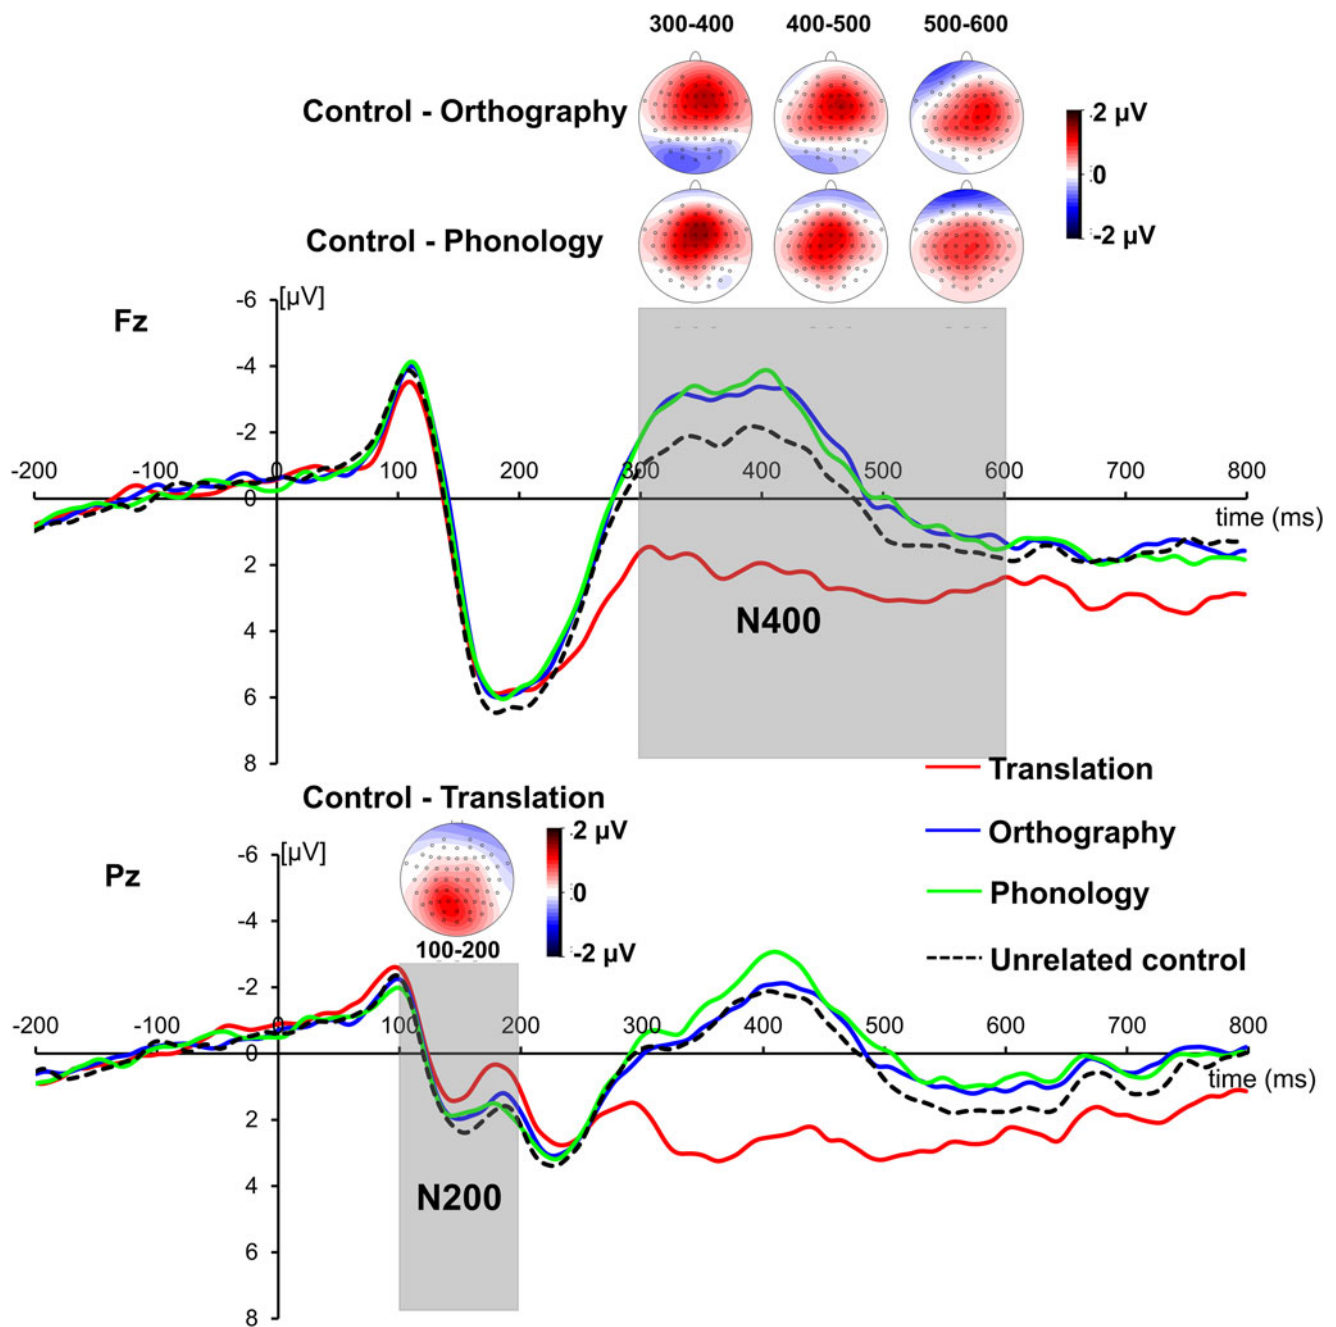 300-400 400-500 500-600
Control - Orthography
2 µV
0
-2 µV
Control - Phonology
Fz
[µV]
-6
-4
-2
0
2
4
6
8
-200 -100 0 100 200 300 400 500 600 700 800
time (ms)
N400
Translation
Orthography
Phonology
Unrelated control
Control - Translation
2 µV
0
-2 µV
100-200
Pz
[µV]
-6
-4
-2
0
2
4
6
8
-200 -100 0 100 200 300 400 500 600 700 800
time (ms)
N200